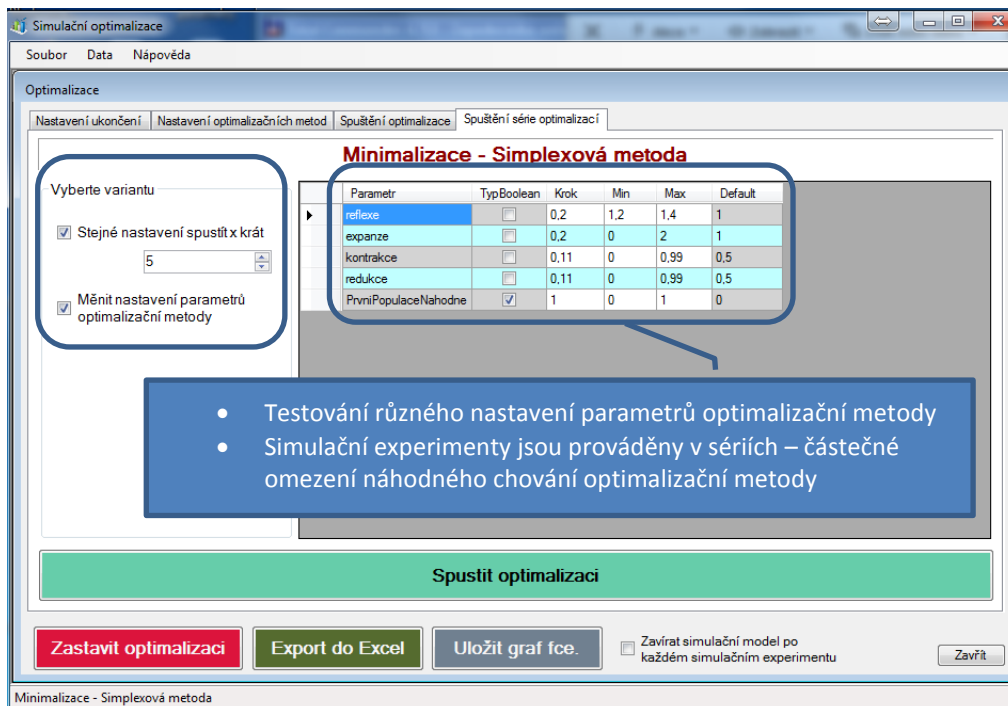 Simulační optimalizace
Soubor Data Nápověda
Optimalizace
Nastavení ukončení Nastavení optimalizačních metod Spuštění optimalizace Spuštění série optimalizací
Minimalizace - Simplexová metoda
Vyberte variantu
Stejné nastavení spustit x krát
5
Měnit nastavení parametrů
optimalizační metody
Parametr TypBoolean Krok Min Max Default
reflexe 0,2 1,2 1,4 1
expanze 0,2 0 2 1
kontrakce 0,11 0 0,99 0,5
redukce 0,11 0 0,99 0,5
PrvniPopulaceNahodne 1 0 1 0
• Testování různého nastavení parametrů optimalizační metody
• Simulační experimenty jsou prováděny v sériích – částečné
omezení náhodného chování optimalizační metody
Spustit optimalizaci
Zastavit optimalizaci Export do Excel Uložit graf fce.
Zavírat simulační model po
každém simulačním experimentu
Zavřít
Minimalizace - Simplexová metoda